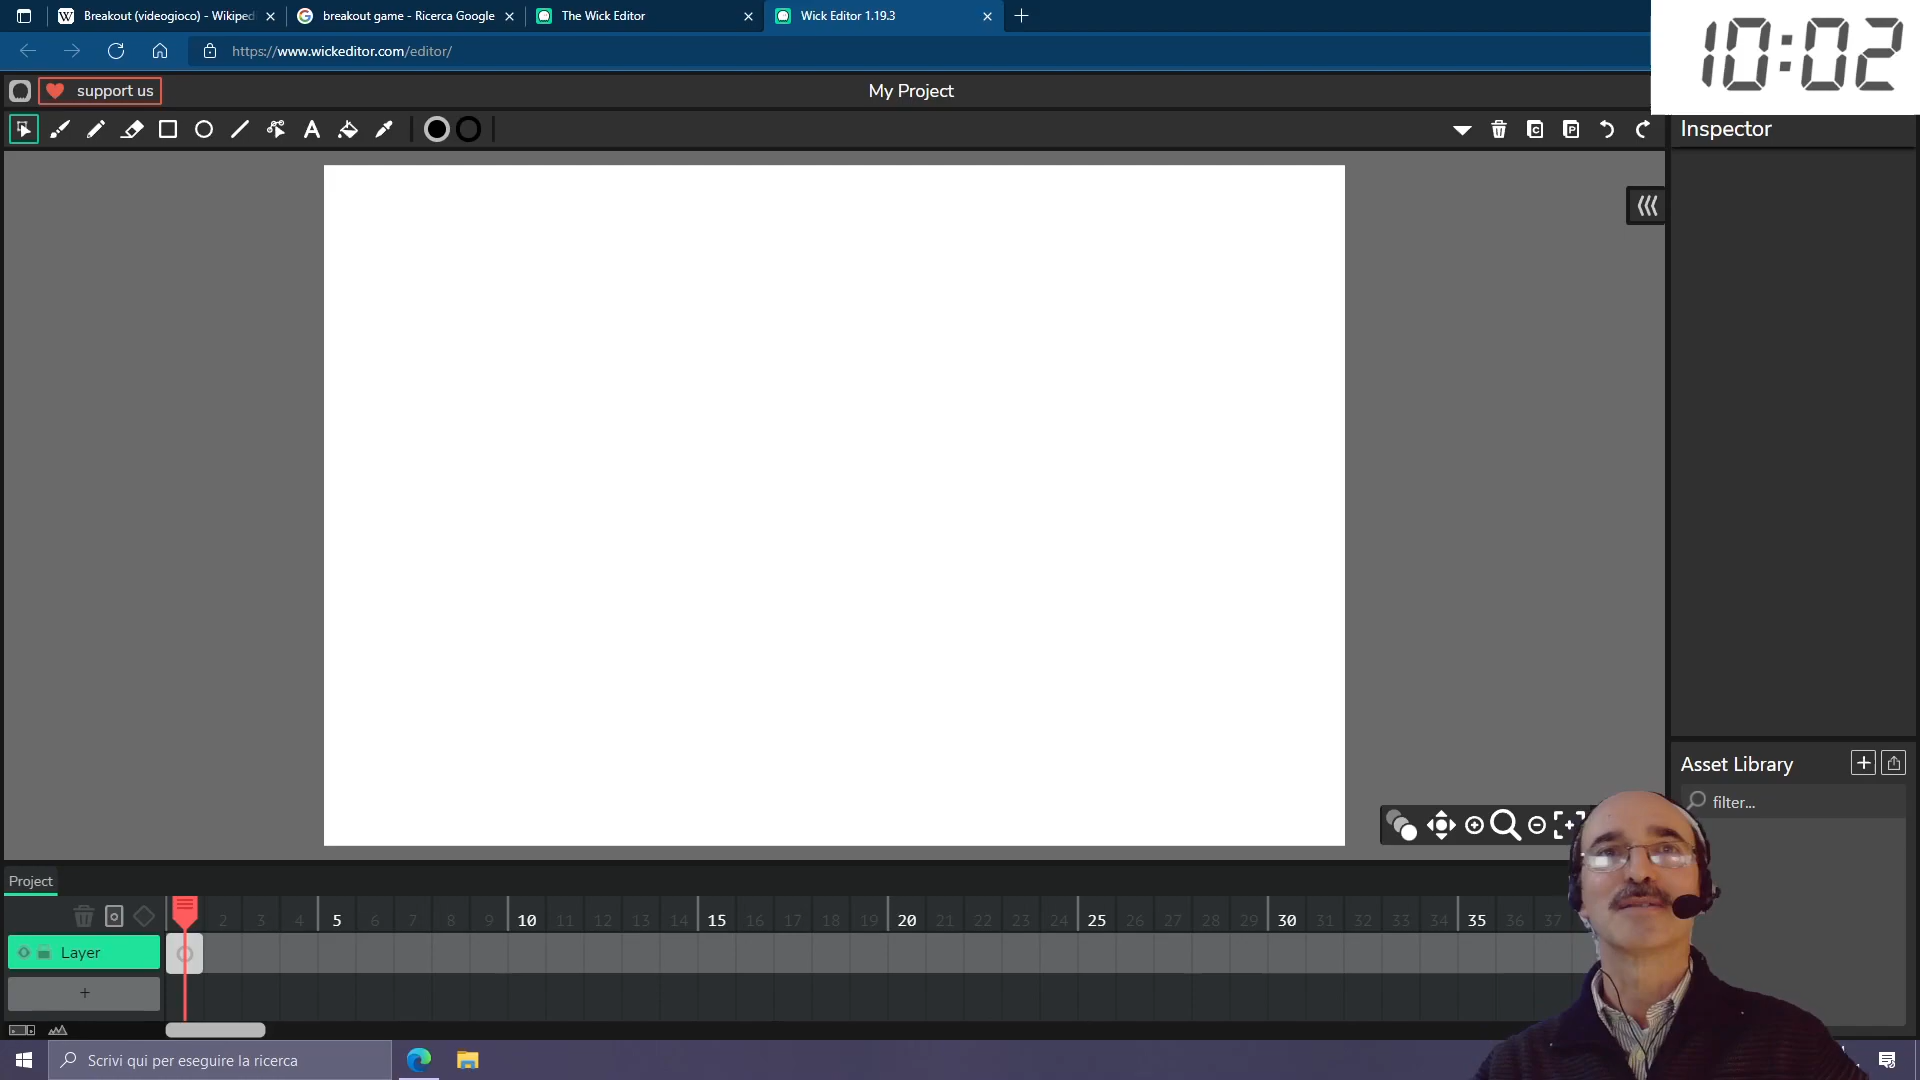 Breakout (videogioco) - Wikiped
breakout game - Ricerca Google
The Wick Editor
Wick Editor 1.19.3
10:02
https://www.wickeditor.com/editor/
support us
My Project
Inspector
Asset Library
filter...
Project
2 3 4 5 6 7 8 9 10 11 12 13 14 15 16 17 18 19 20 21 22 23 24 25 26 27 28 29 30 31 32 33 34 35 36 37
Layer
+
Scrivi qui per eseguire la ricerca